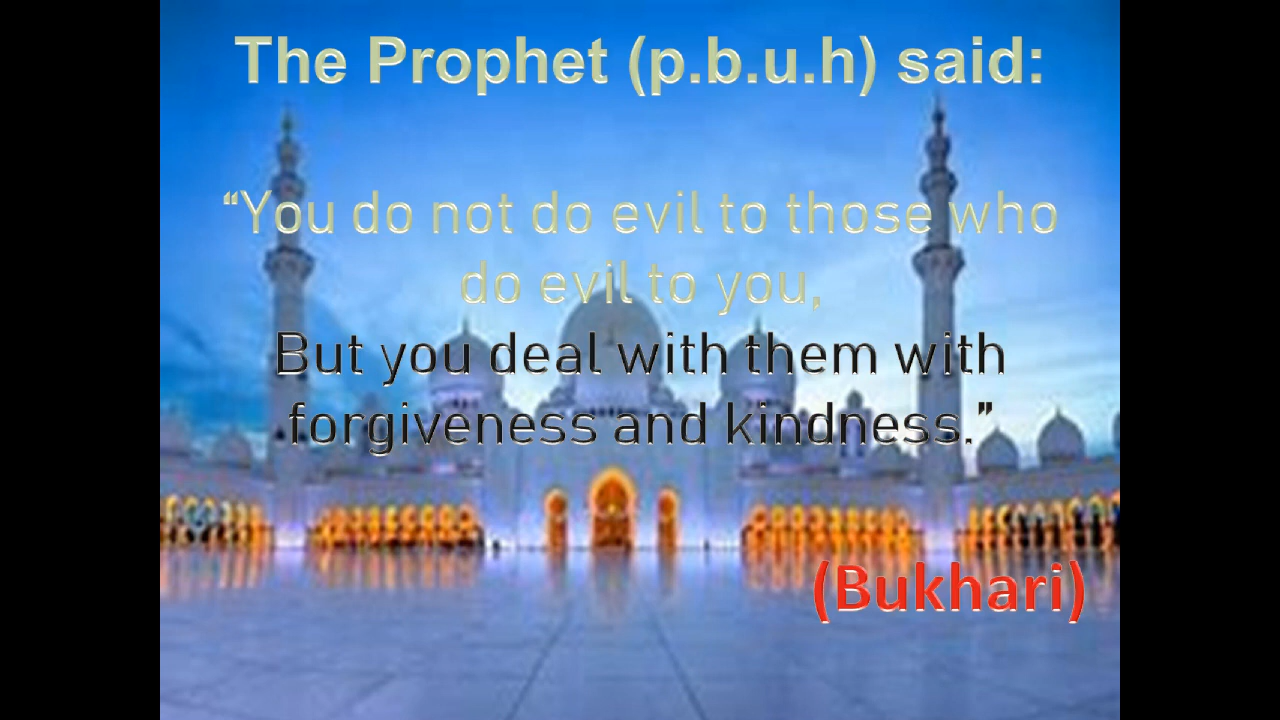 The Prophet (p.b.u.h) said:
“You do not do evil to those who
do evil to you,
But you deal with them with
forgiveness and kindness.”
(Bukhari)